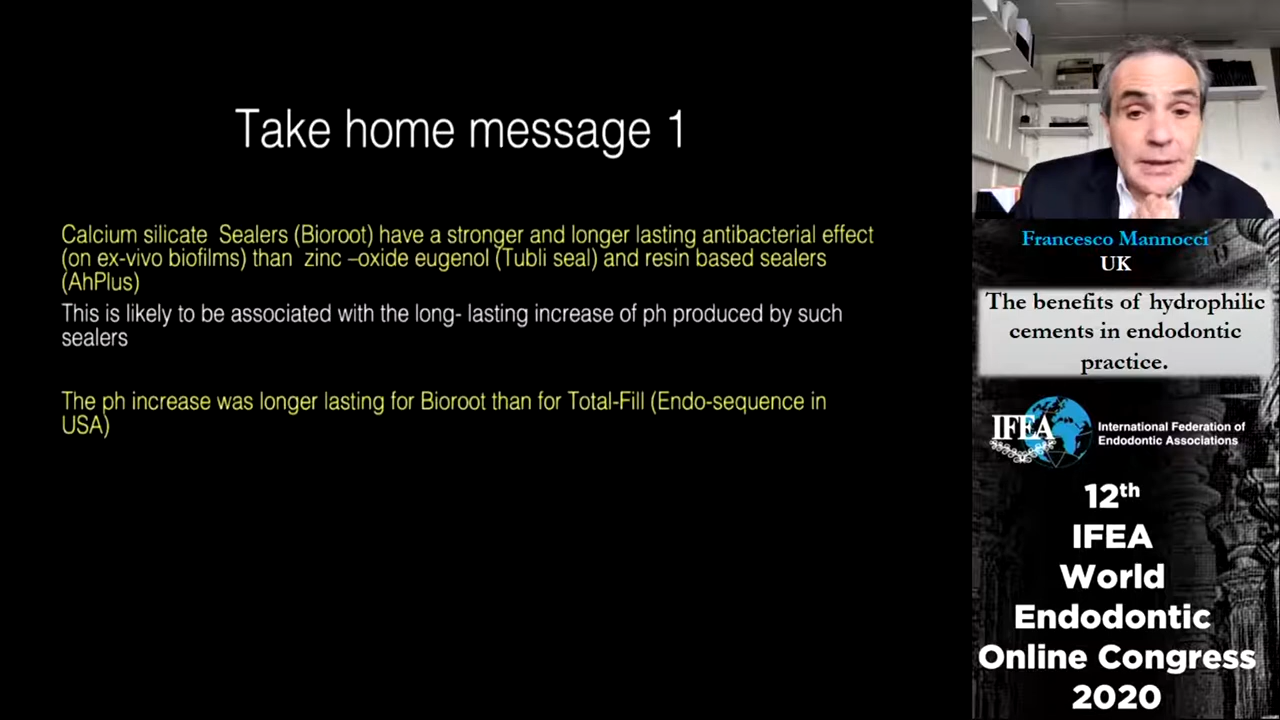 Take home message 1
Calcium silicate Sealers (Bioroot) have a stronger and longer lasting antibacterial effect
(on ex-vivo biofilms) than zinc –oxide eugenol (Tubli seal) and resin based sealers
(AhPlus)
This is likely to be associated with the long- lasting increase of ph produced by such
sealers
The ph increase was longer lasting for Bioroot than for Total-Fill (Endo-sequence in
USA)
Francesco Mannocci
UK
The benefits of hydrophilic
cements in endodontic
practice.
IFEA
International Federation of
Endodontic Associations
12th
IFEA
World
Endodontic
Online Congress
2020